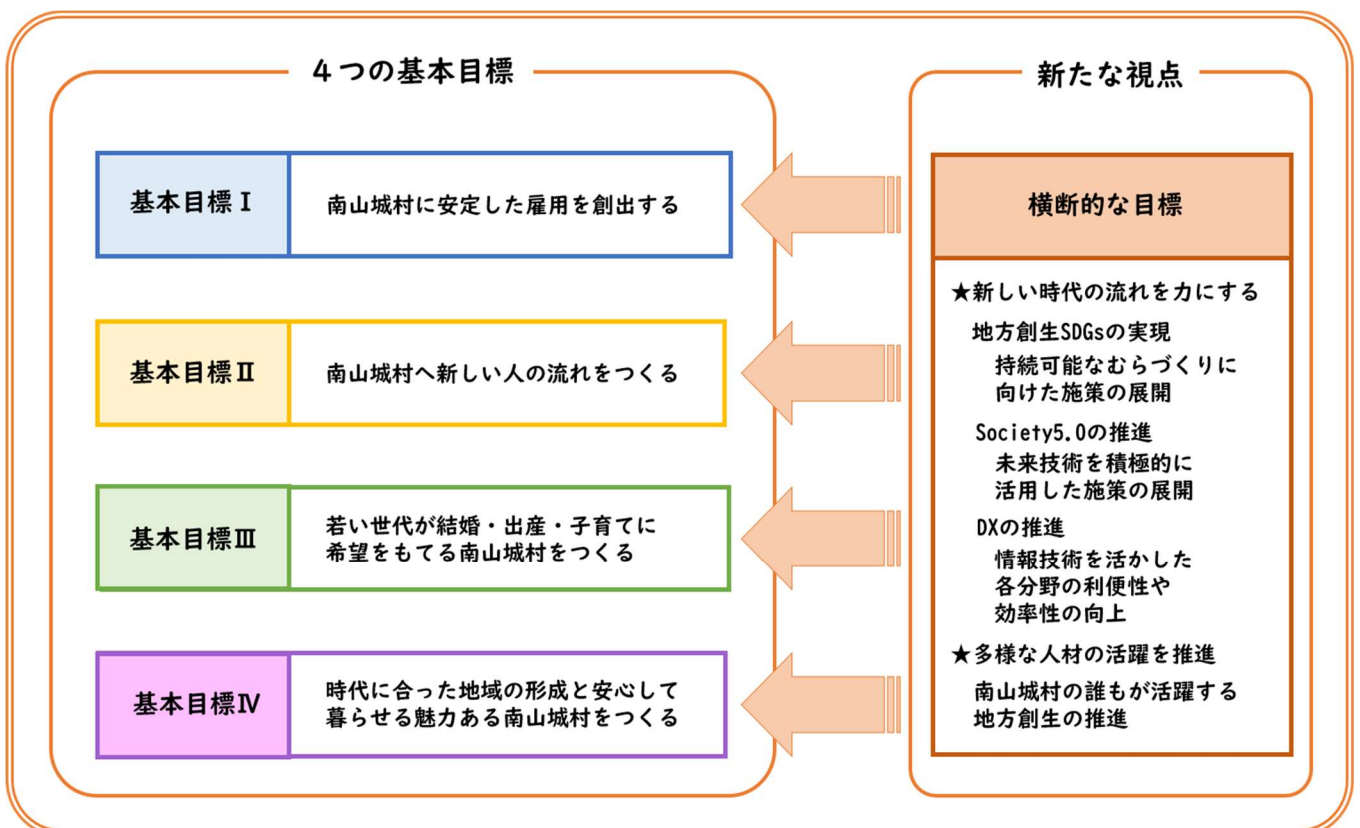 4つの基本目標
基本目標Ⅰ
南山城村に安定した雇用を創出する
基本目標Ⅱ
南山城村へ新しい人の流れをつくる
基本目標Ⅲ
若い世代が結婚・出産・子育てに
希望をもてる南山城村をつくる
基本目標Ⅳ
時代に合った地域の形成と安心して
暮らせる魅力ある南山城村をつくる
新たな視点
横断的な目標
★新しい時代の流れを力にする
地方創生SDGsの実現
持続可能なむらづくりに
向けた施策の展開
Society5.0の推進
未来技術を積極的に
活用した施策の展開
DXの推進
情報技術を活かした
各分野の利便性や
効率性の向上
★多様な人材の活躍を推進
南山城村の誰もが活躍する
地方創生の推進